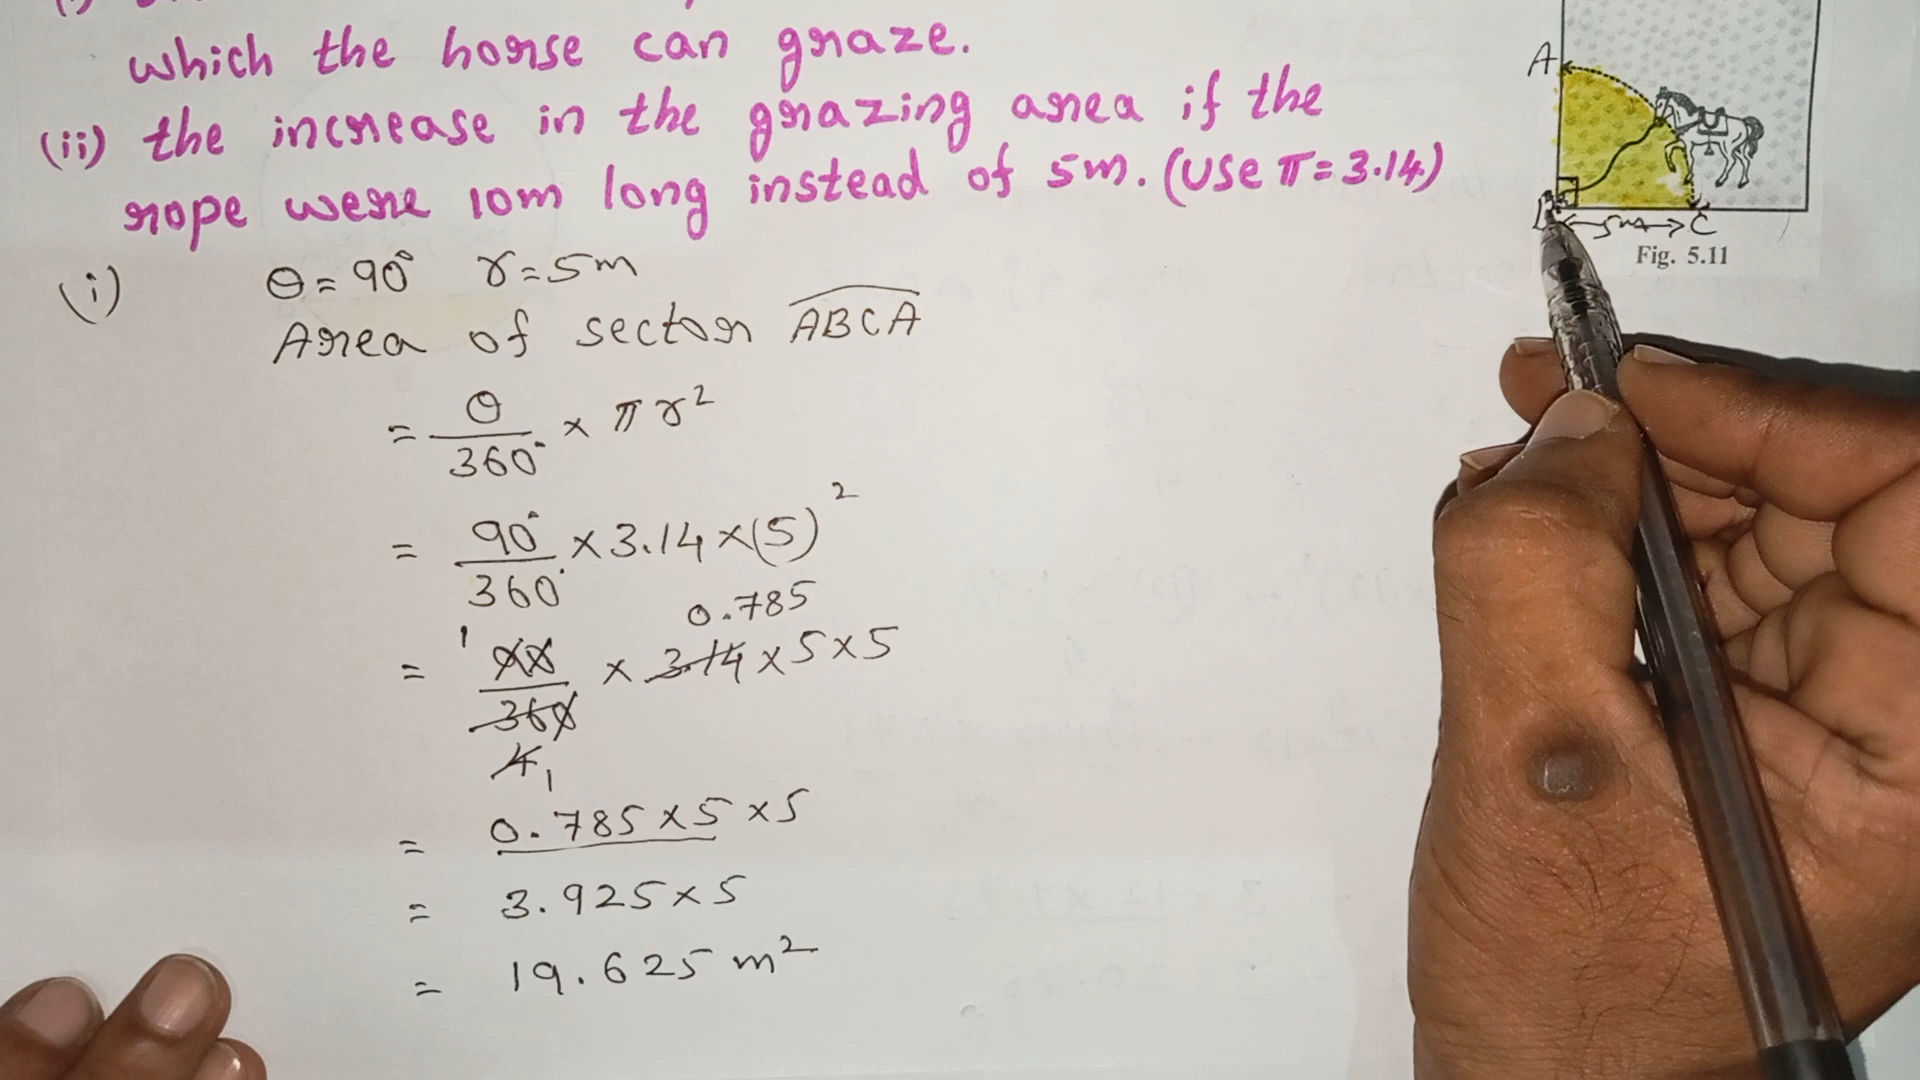 which the horse can graze.
(ii) the increase in the grazing area if the
rope were 10m long instead of 5m. (Use π = 3.14)
A
C
5m
Fig. 5.11
(i) θ = 90° r = 5m
Area of sector ABCA
= θ/360° × πr²
= 90°/360° × 3.14 × (5)²
0.785
= 90/360 × 3.14 × 5 × 5
1
4 1
= 0.785 × 5 × 5
= 3.925 × 5
= 19.625 m²